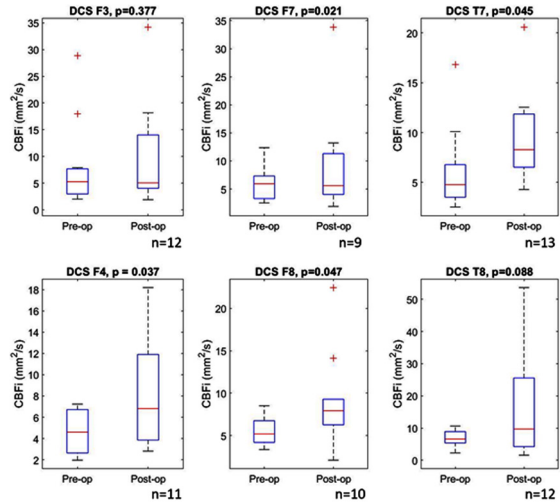 DCS F3, p=0.377
35
30
25
20
15
10
5
0
CBFi (mm²/s)
Pre-op
Post-op
n=12
DCS F7, p=0.021
35
30
25
20
15
10
5
CBFi (mm²/s)
Pre-op
Post-op
n=9
DCS T7, p=0.045
20
15
10
5
CBFi (mm²/s)
Pre-op
Post-op
n=13
DCS F4, p = 0.037
18
16
14
12
10
8
6
4
2
CBFi (mm²/s)
Pre-op
Post-op
n=11
DCS F8, p=0.047
20
15
10
5
CBFi (mm²/s)
Pre-op
Post-op
n=10
DCS T8, p=0.088
50
40
30
20
10
0
CBFi (mm²/s)
Pre-op
Post-op
n=12